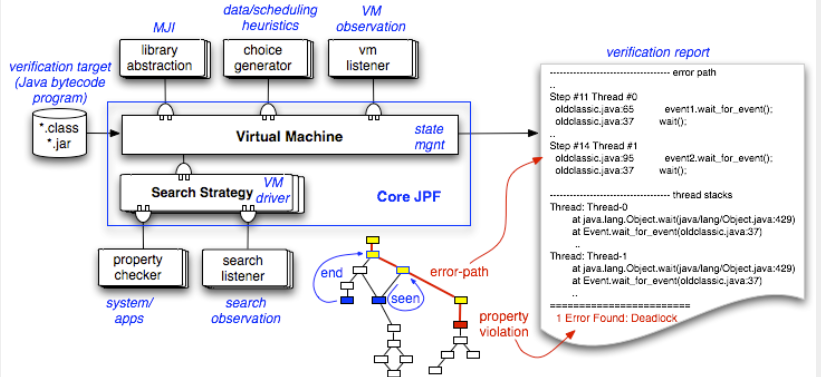 MJI
data/scheduling
heuristics
VM
observation
library
abstraction
choice
generator
vm
listener
verification target
(Java bytecode
program)
*.class
*.jar
Virtual Machine
state
mgnt
Search Strategy
VM
driver
Core JPF
property
checker
search
listener
system/
apps
search
observation
end
seen
error-path
property
violation
verification report
---------------------------------------- error path
..
Step #11 Thread #0
oldclassic.java:65 event1.wait_for_event();
oldclassic.java:37 wait();
..
Step #14 Thread #1
oldclassic.java:95 event2.wait_for_event();
oldclassic.java:37 wait();
---------------------------------------- thread stacks
Thread: Thread-0
at java.lang.Object.wait(java/lang/Object.java:429)
at Event.wait_for_event(oldclassic.java:37)
..
Thread: Thread-1
at java.lang.Object.wait(java/lang/Object.java:429)
at Event.wait_for_event(oldclassic.java:37)
..
========================
1 Error Found: Deadlock